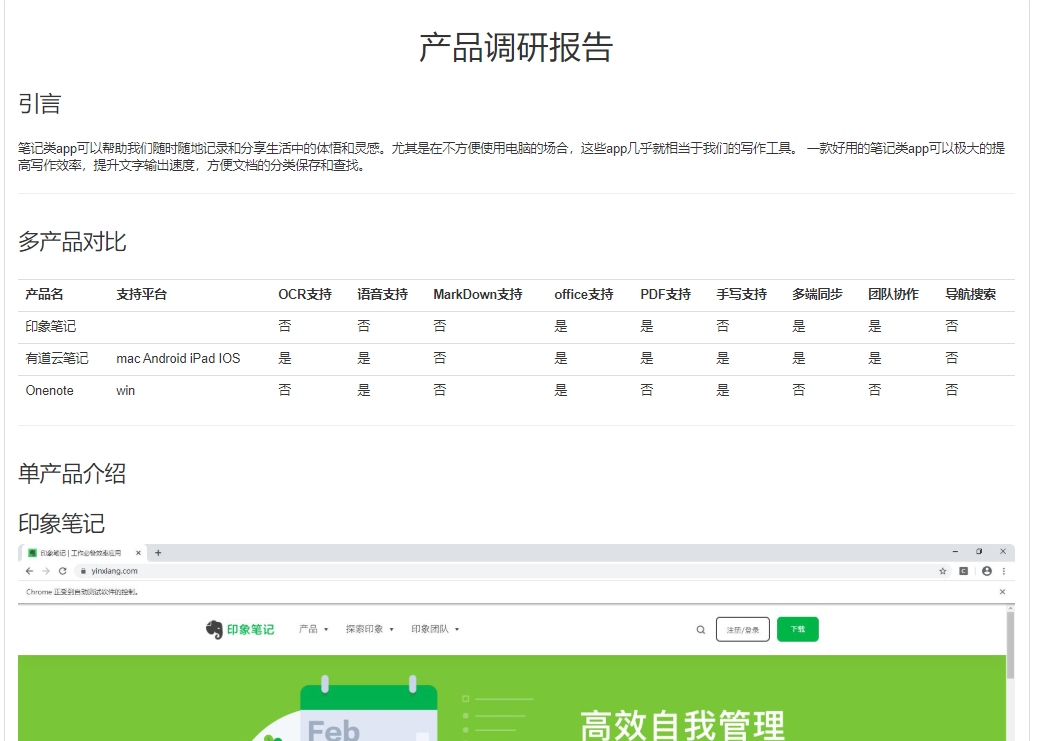 产品调研报告
引言
笔记类app可以帮助我们随时随地记录和分享生活中的体悟和灵感。尤其是在不方便使用电脑的场合，这些app几乎就相当于我们的写作工具。 一款好用的笔记类app可以极大的提
高写作效率，提升文字输出速度，方便文档的分类保存和查找。
多产品对比
产品名 支持平台 OCR支持 语音支持 MarkDown支持 office支持 PDF支持 手写支持 多端同步 团队协作 导航搜索
印象笔记 否 否 否 是 是 否 是 是 否
有道云笔记 mac Android iPad IOS 是 是 否 是 是 是 是 是 否
Onenote win 否 是 否 是 否 是 否 否 否
单产品介绍
印象笔记
印象笔记 | 工作必备效率应用
yinxiang.com
Chrome 正受到自动测试软件的控制。
印象笔记 产品 探索印象 印象团队 注册/登录 下载
Feb
高效自我管理